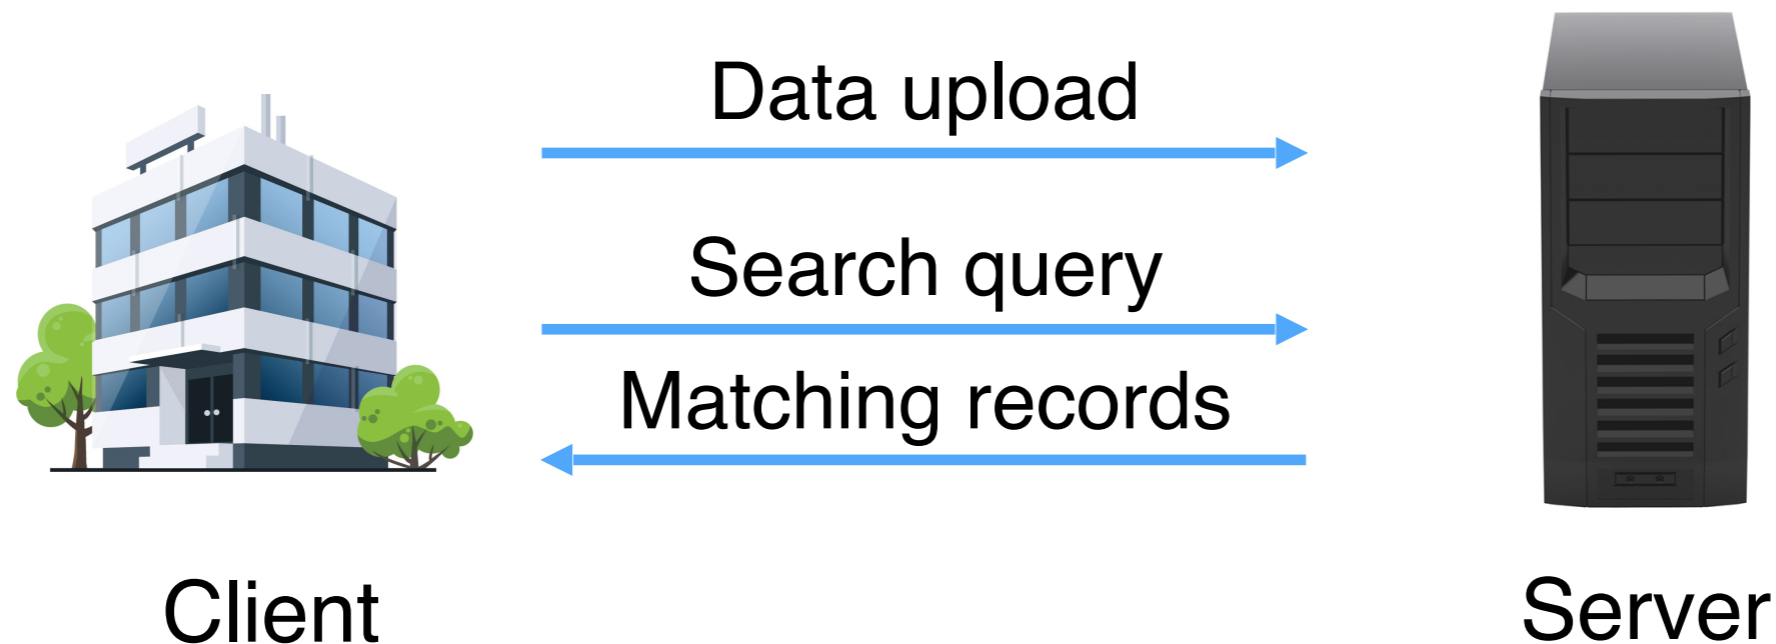 Data upload
Search query
Matching records
Client
Server